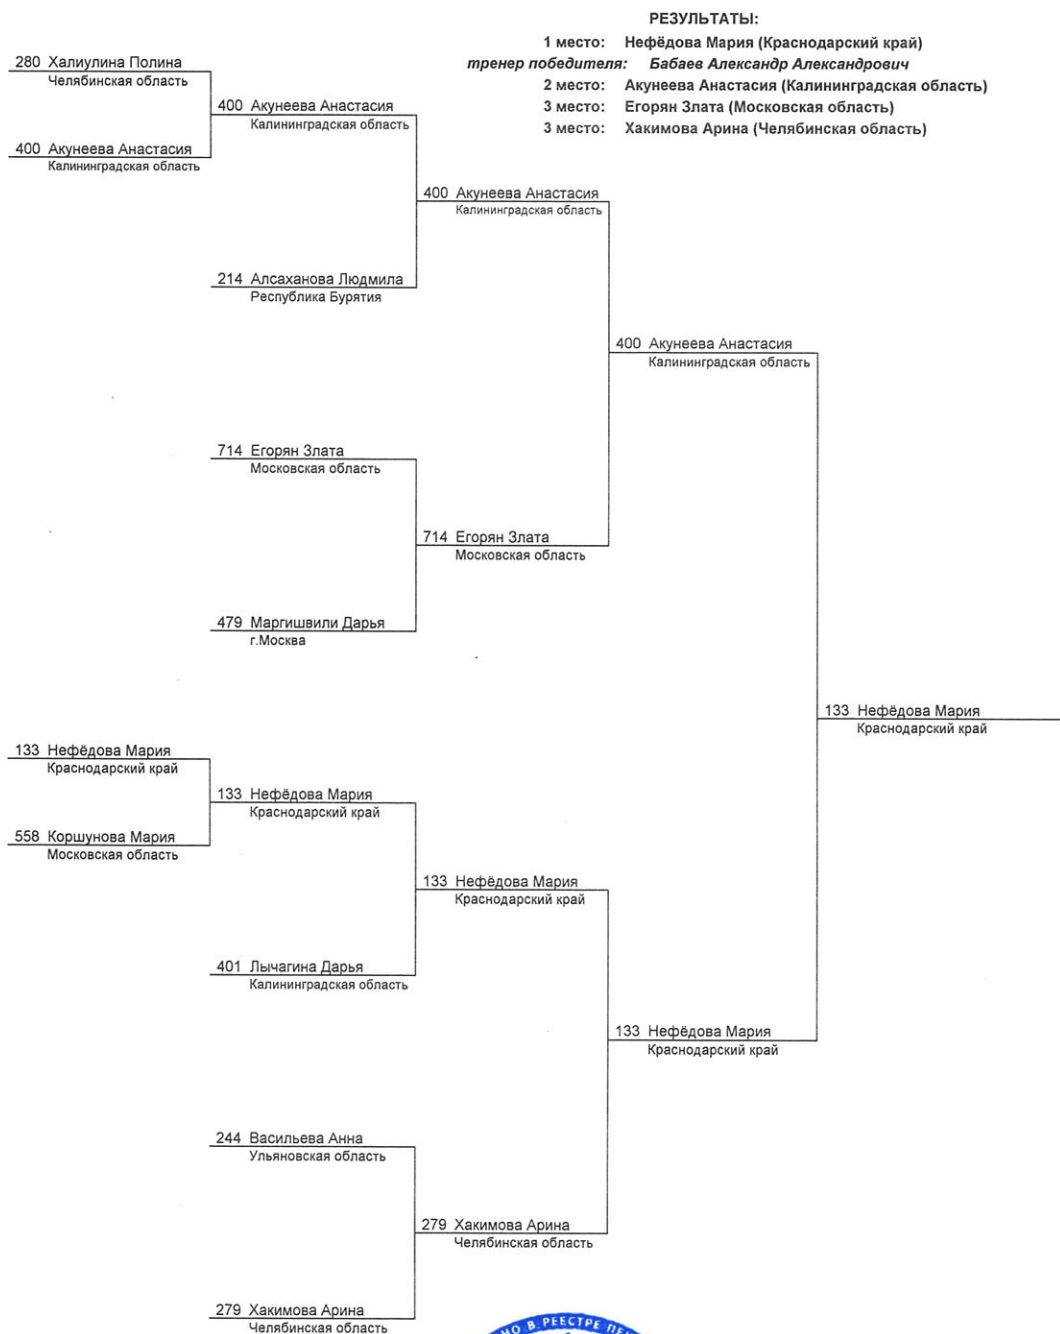 РЕЗУЛЬТАТЫ:
1 место: Нефёдова Мария (Краснодарский край)
тренер победителя: Бабаев Александр Александрович
2 место: Акунеева Анастасия (Калининградская область)
3 место: Егорян Злата (Московская область)
3 место: Хакимова Арина (Челябинская область)
280 Халиулина Полина
Челябинская область
400 Акунеева Анастасия
Калининградская область
400 Акунеева Анастасия
Калининградская область
400 Акунеева Анастасия
Калининградская область
214 Алсаханова Людмила
Республика Бурятия
400 Акунеева Анастасия
Калининградская область
714 Егорян Злата
Московская область
714 Егорян Злата
Московская область
479 Маргишвили Дарья
г.Москва
133 Нефёдова Мария
Краснодарский край
133 Нефёдова Мария
Краснодарский край
133 Нефёдова Мария
Краснодарский край
558 Коршунова Мария
Московская область
133 Нефёдова Мария
Краснодарский край
401 Лычагина Дарья
Калининградская область
133 Нефёдова Мария
Краснодарский край
244 Васильева Анна
Ульяновская область
279 Хакимова Арина
Челябинская область
279 Хакимова Арина
Челябинская область
В РЕЕСТРЕ